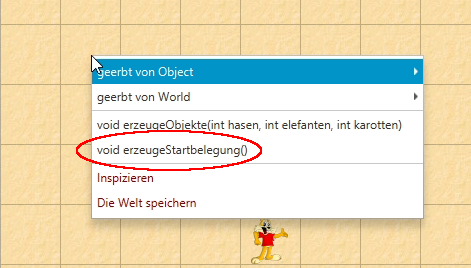 geerbt von Object
geerbt von World
void erzeugeObjekte(int hasen, int elefanten, int karotten)
void erzeugeStartbelegung()
Inspizieren
Die Welt speichern